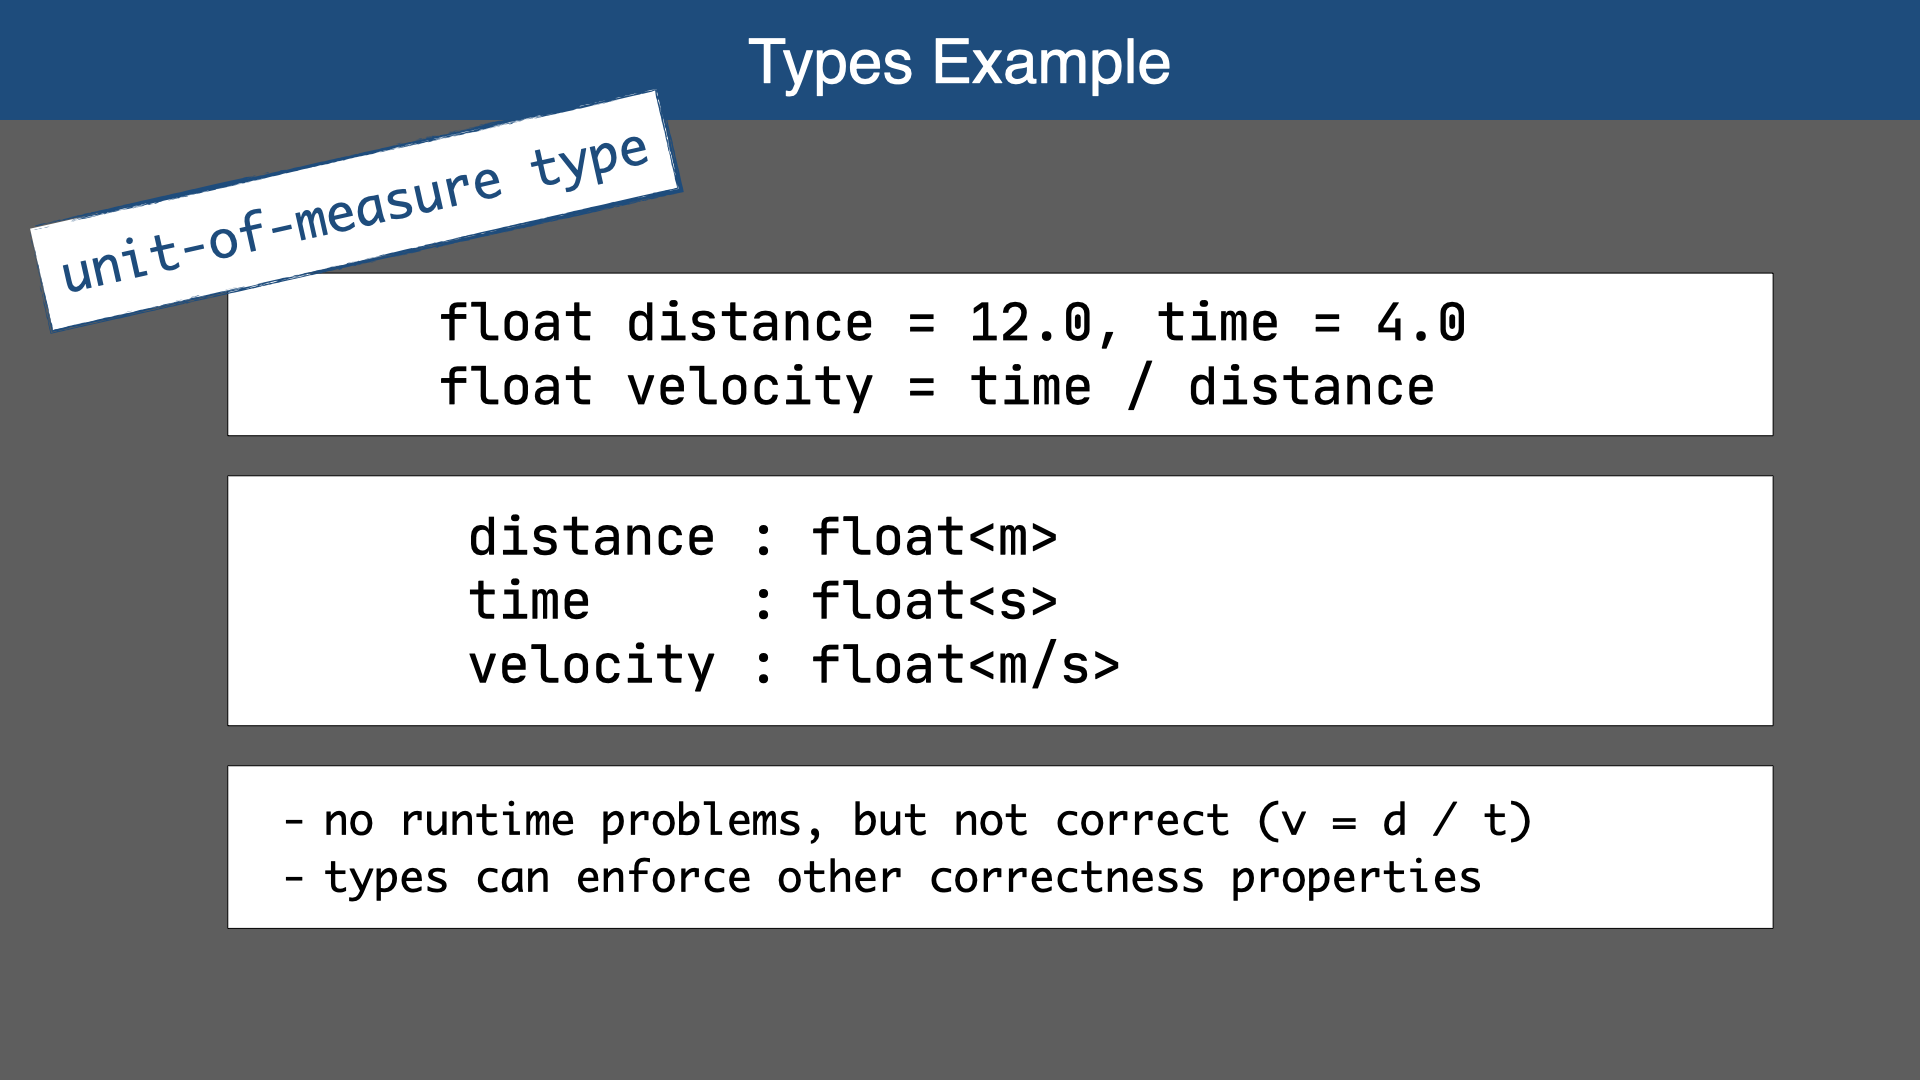 Types Example
unit-of-measure type
float distance = 12.0, time = 4.0
float velocity = time / distance
distance : float<m>
time     : float<s>
velocity : float<m/s>
- no runtime problems, but not correct (v = d / t)
- types can enforce other correctness properties